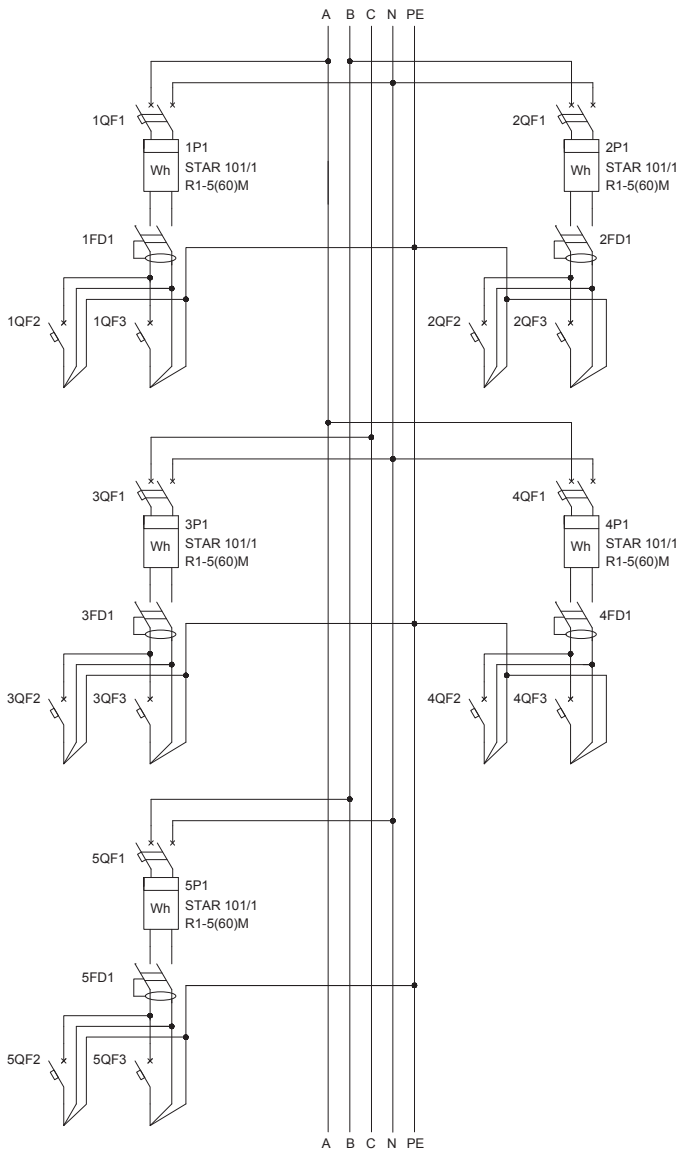 A B C N PE
1QF1
1P1
Wh
STAR 101/1
R1-5(60)M
1FD1
1QF2
1QF3
2QF1
2P1
Wh
STAR 101/1
R1-5(60)M
2FD1
2QF2
2QF3
3QF1
3P1
Wh
STAR 101/1
R1-5(60)M
3FD1
3QF2
3QF3
4QF1
4P1
Wh
STAR 101/1
R1-5(60)M
4FD1
4QF2
4QF3
5QF1
5P1
Wh
STAR 101/1
R1-5(60)M
5FD1
5QF2
5QF3
A B C N PE